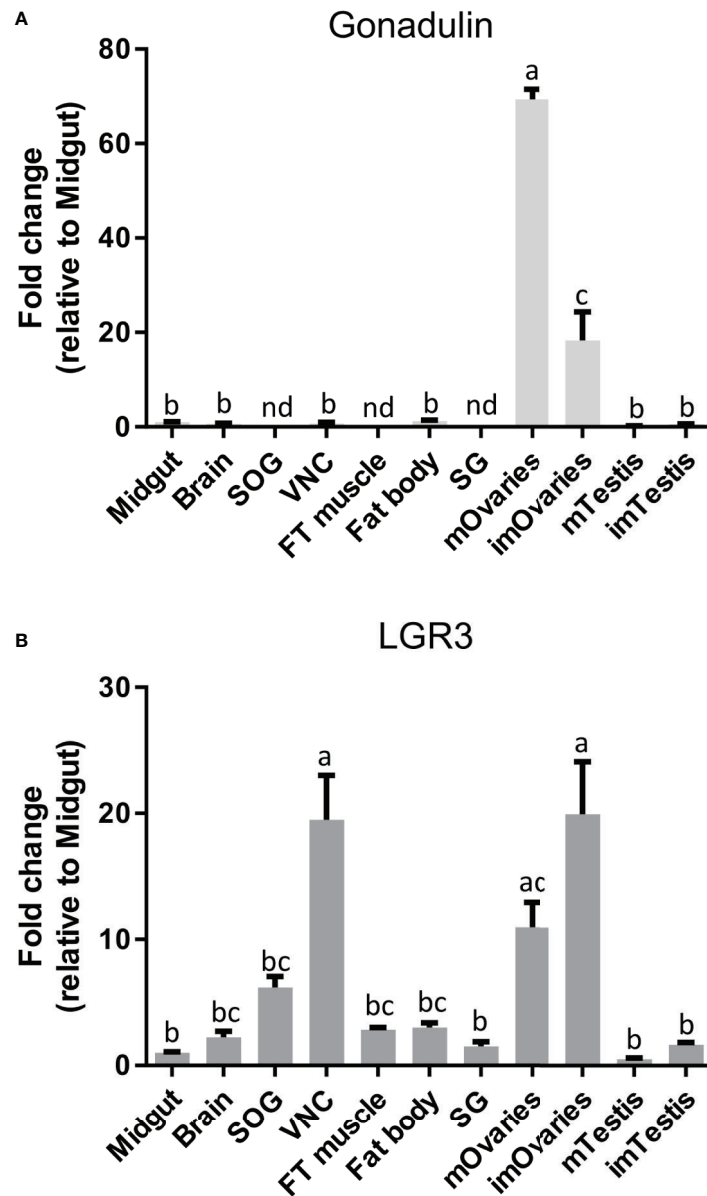 A
Gonadulin
Fold change
(relative to Midgut)
80
60
40
20
0
b
b
nd
b
nd
b
nd
a
c
b
b
Midgut
Brain
SOG
VNC
FT muscle
Fat body
SG
mOvaries
imOvaries
mTestis
imTestis
B
LGR3
Fold change
(relative to Midgut)
30
20
10
0
b
bc
bc
a
bc
bc
b
ac
a
b
b
Midgut
Brain
SOG
VNC
FT muscle
Fat body
SG
mOvaries
imOvaries
mTestis
imTestis